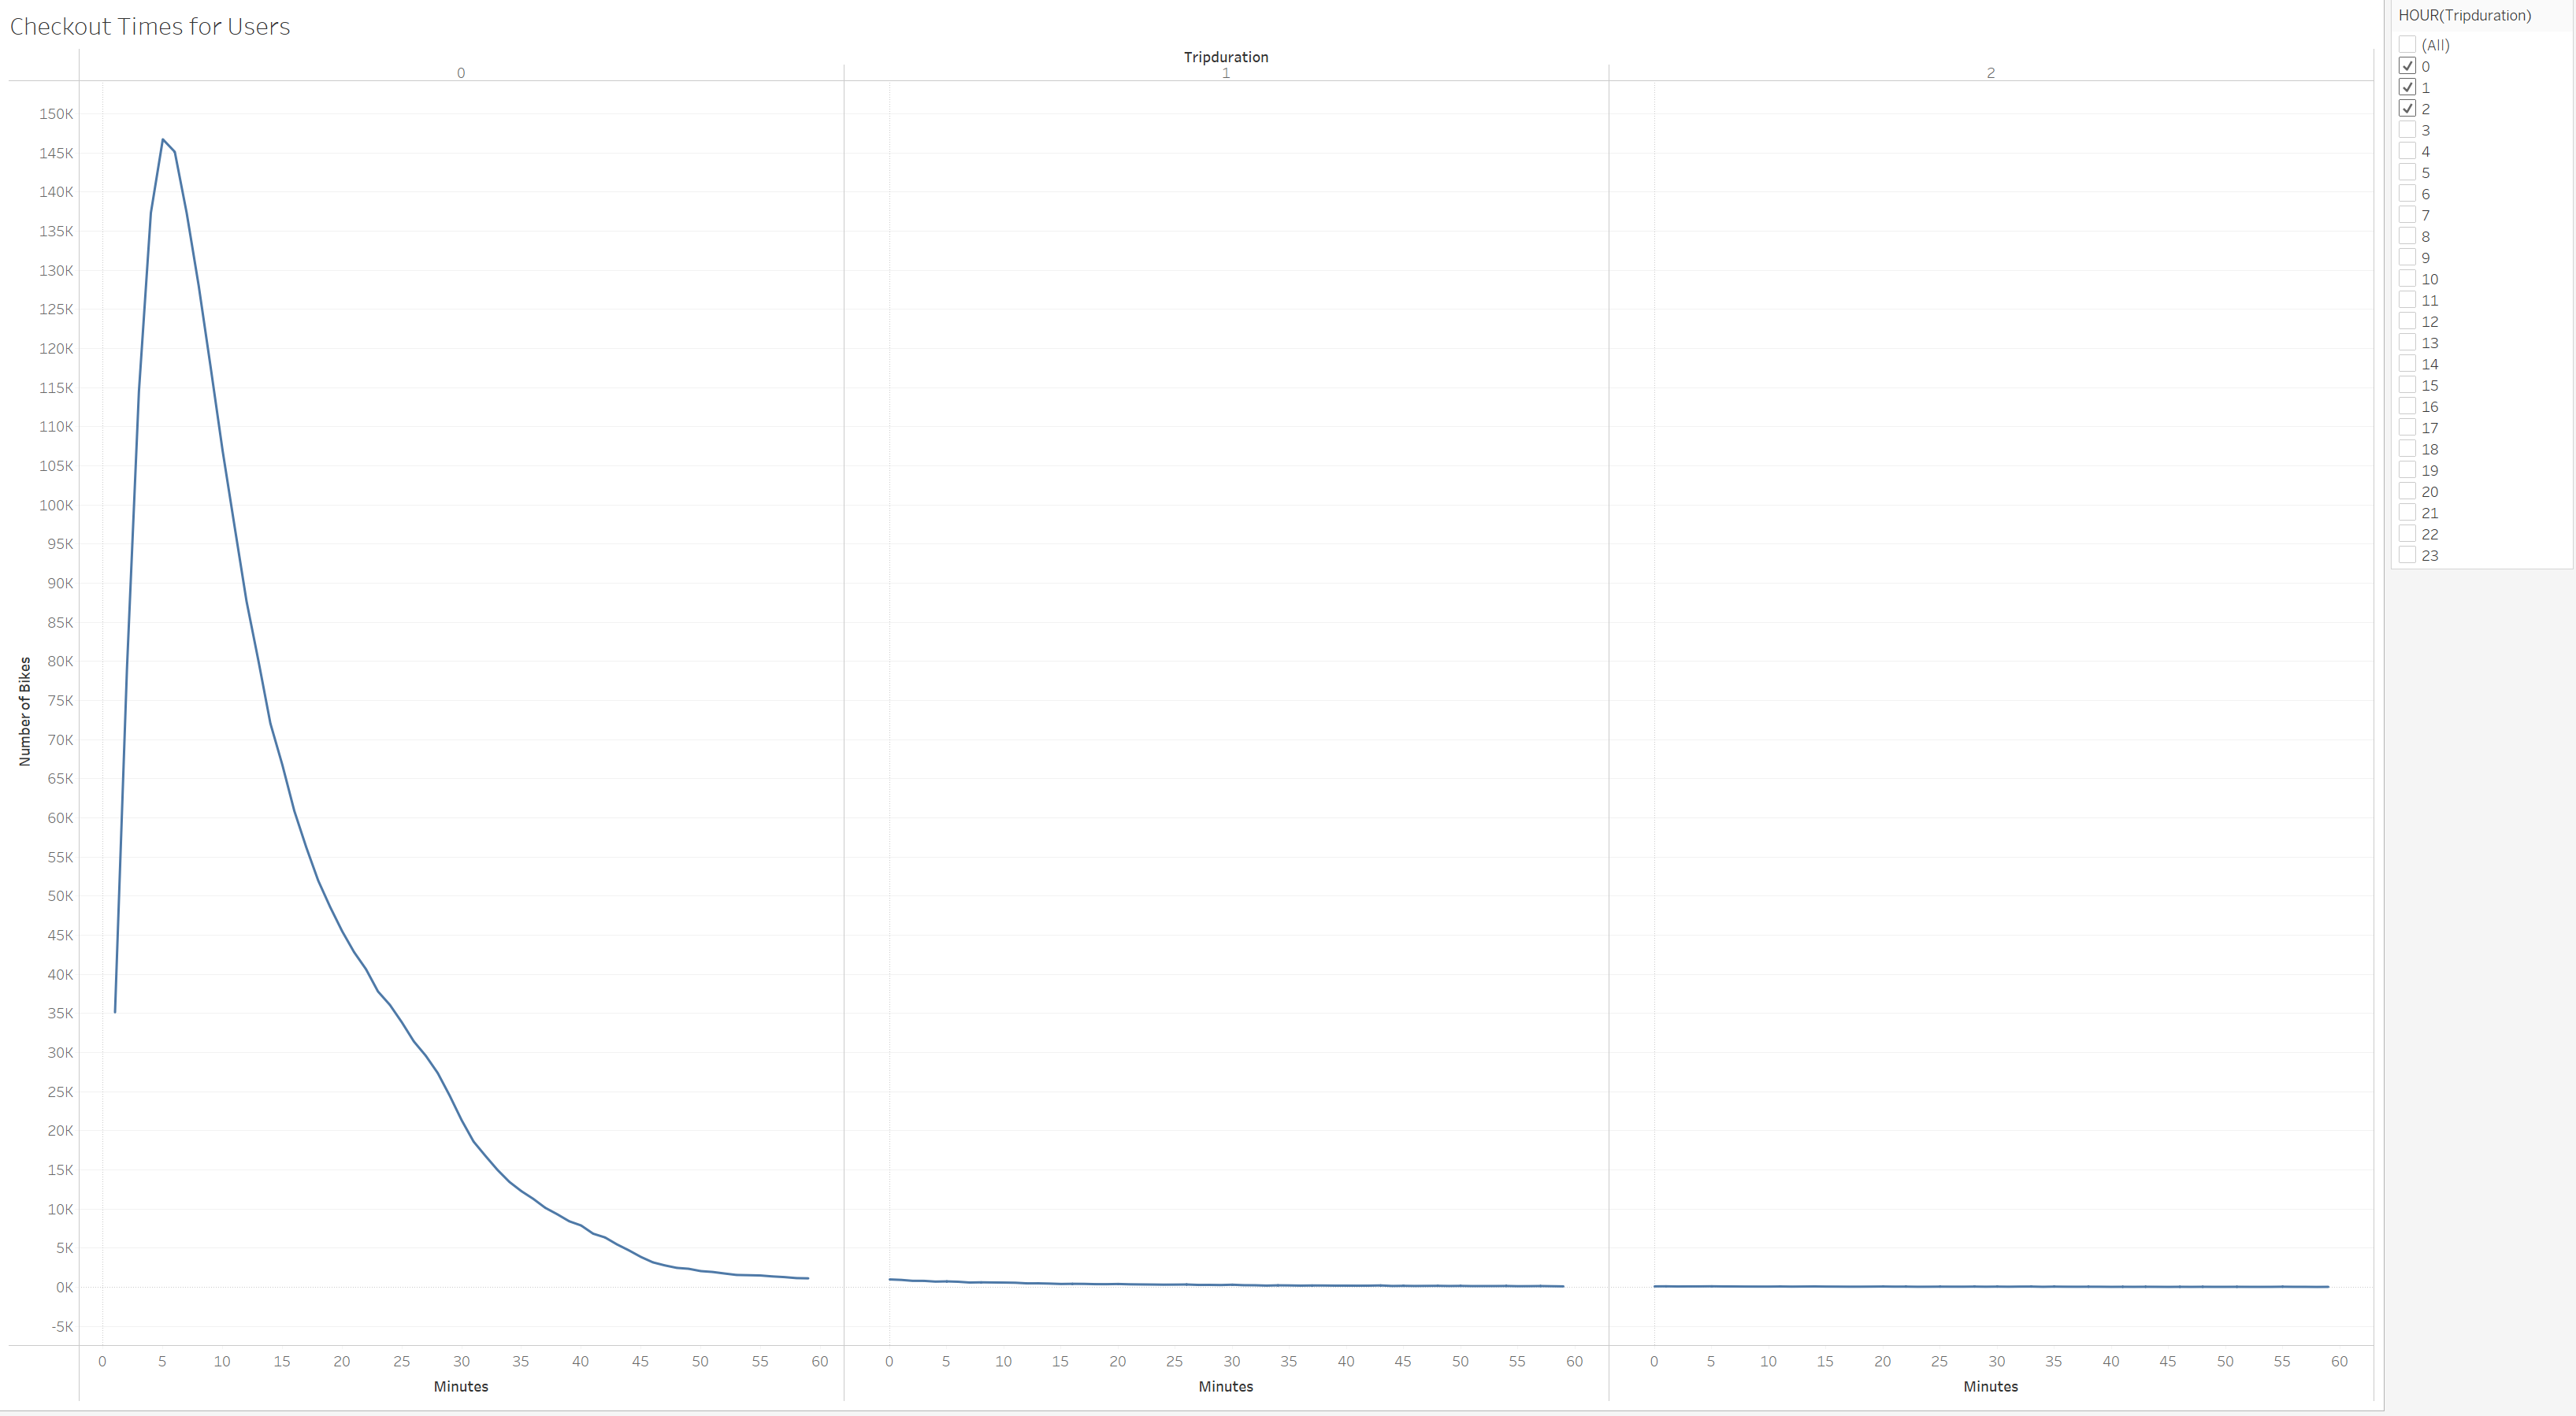 Checkout Times for Users
Tripduration
0 1 2
150K
145K
140K
135K
130K
125K
120K
115K
110K
105K
100K
95K
90K
85K
80K
75K
70K
65K
60K
55K
50K
45K
40K
35K
30K
25K
20K
15K
10K
5K
0K
-5K
Number of Bikes
0 5 10 15 20 25 30 35 40 45 50 55 60 0 5 10 15 20 25 30 35 40 45 50 55 60 0 5 10 15 20 25 30 35 40 45 50 55 60
Minutes Minutes Minutes
HOUR(Tripduration)
(All)
0
1
2
3
4
5
6
7
8
9
10
11
12
13
14
15
16
17
18
19
20
21
22
23